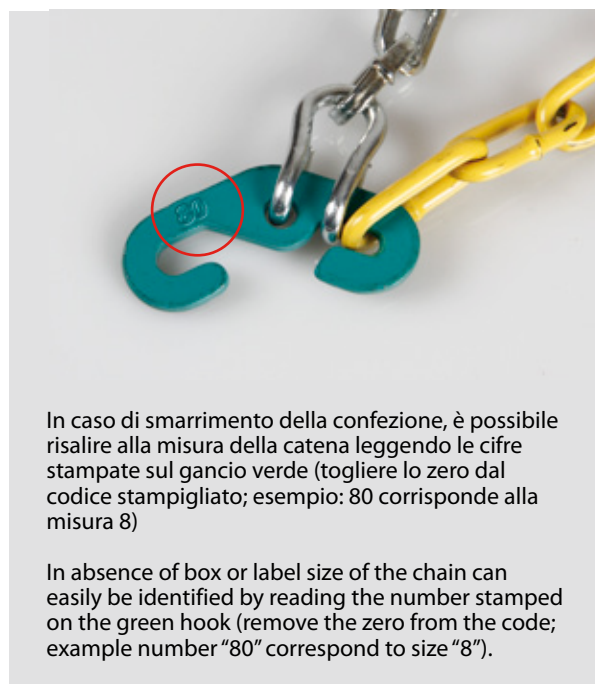 80
In caso di smarrimento della confezione, è possibile
risalire alla misura della catena leggendo le cifre
stampate sul gancio verde (togliere lo zero dal
codice stampigliato; esempio: 80 corrisponde alla
misura 8)
In absence of box or label size of the chain can
easily be identified by reading the number stamped
on the green hook (remove the zero from the code;
example number “80” correspond to size “8”).